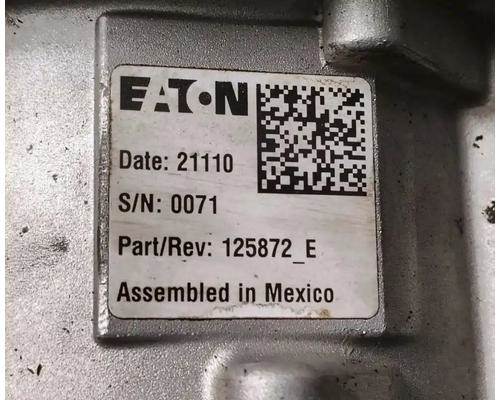 EATON
Date: 21110
S/N: 0071
Part/Rev: 125872_E
Assembled in Mexico